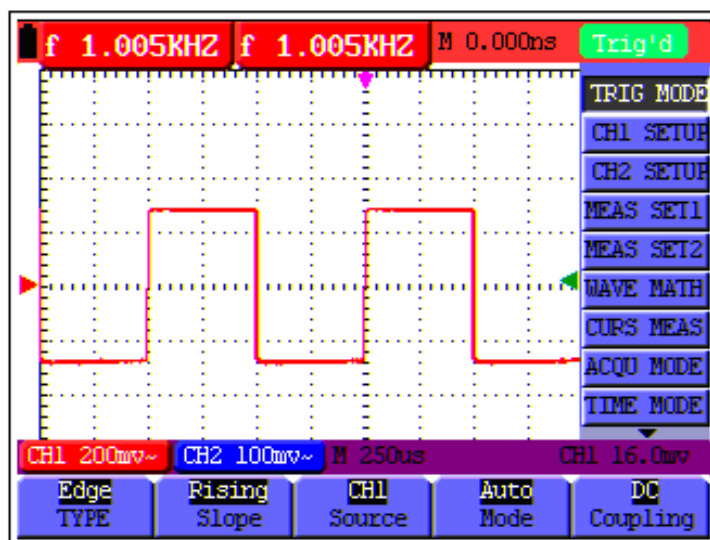 f 1.005KHZ f 1.005KHZ M 0.000ns Trig'd
TRIG MODE
CH1 SETUP
CH2 SETUP
MEAS SET1
MEAS SET2
WAVE MATH
CURS MEAS
ACQU MODE
TIME MODE
CH1 200mv~ CH2 100mv~ M 250us CH1 16.0mv
Edge Rising CH1 Auto DC
TYPE Slope Source Mode Coupling